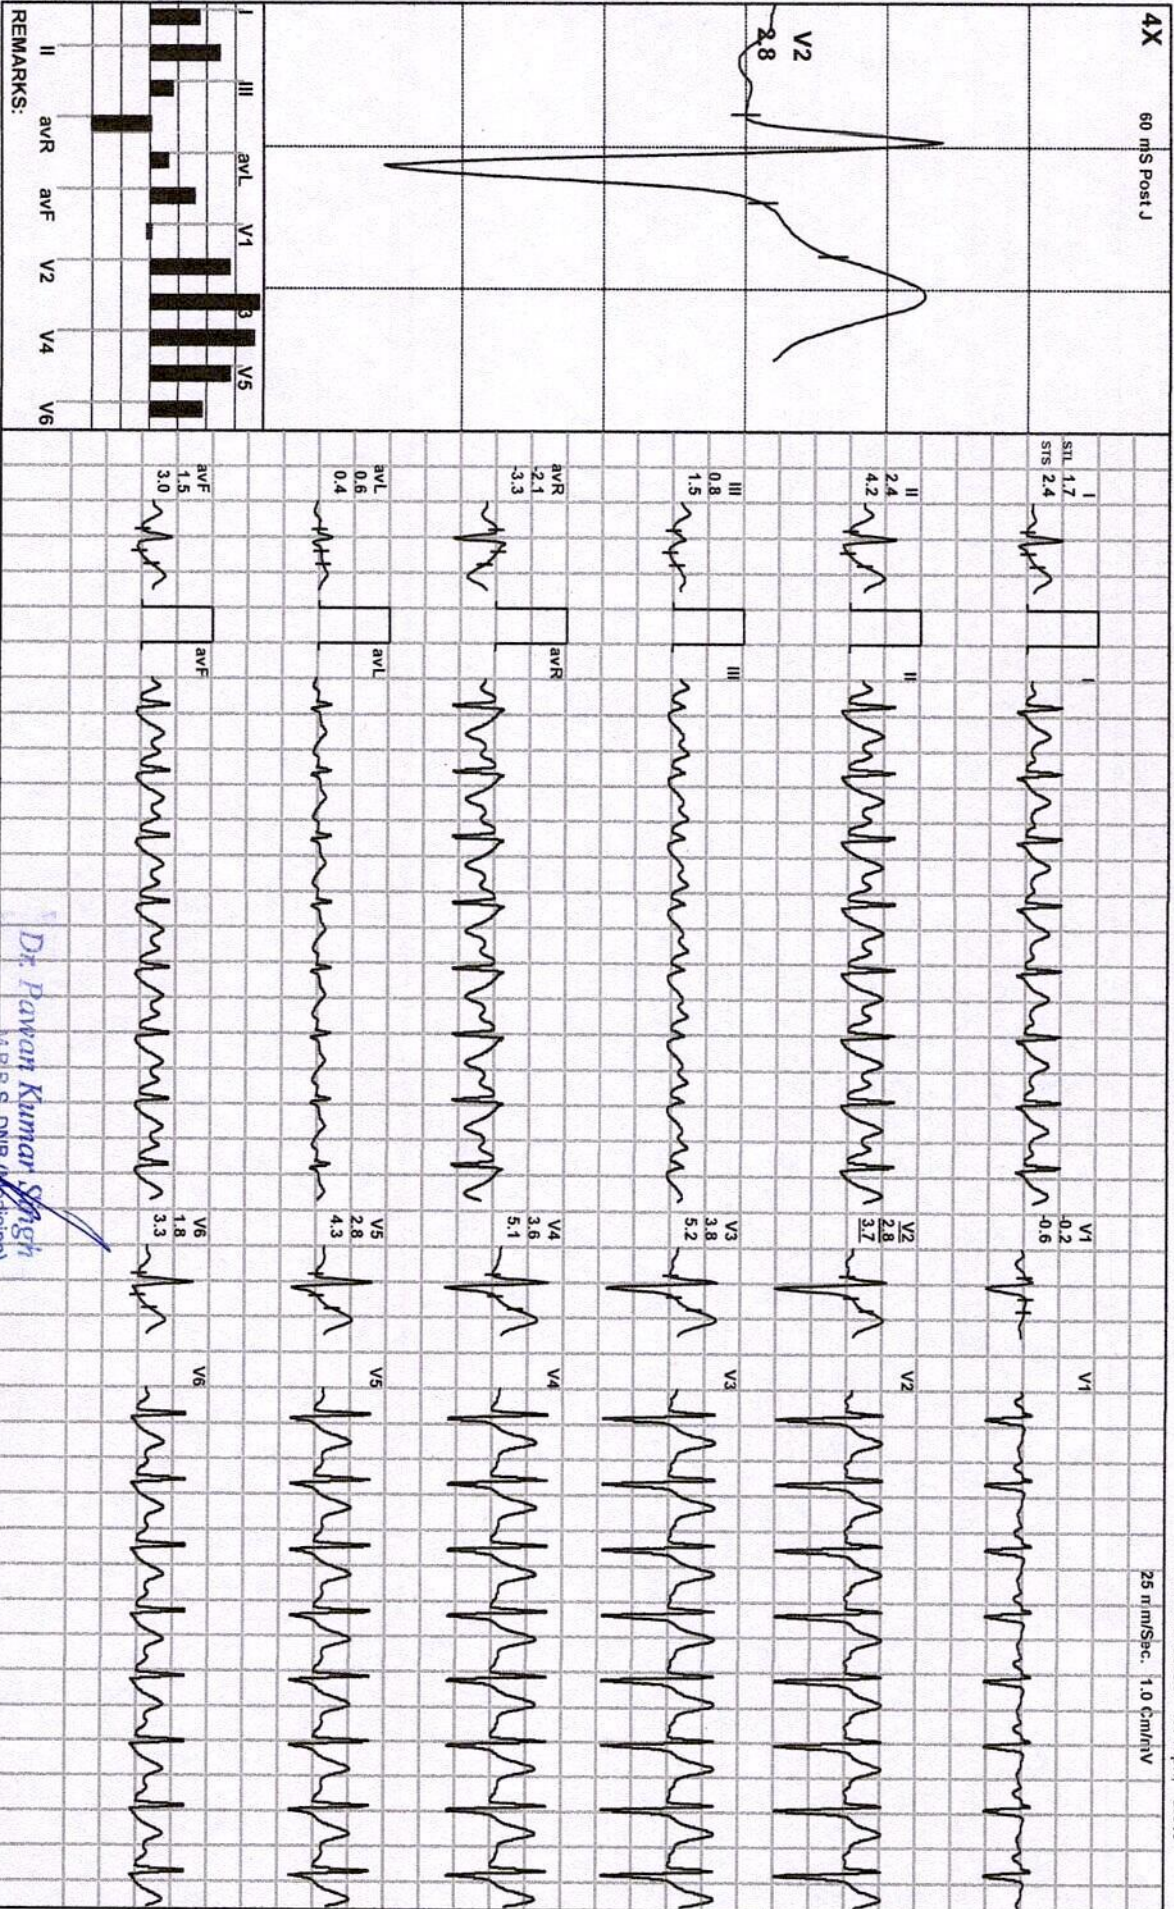 4X
60 mS Post J
25 mm/Sec. 1.0 Cm/mV
V2
2.8
I
STL 1.7
STS 2.4
I
V1
-0.2
-0.6
V1
II
2.4
4.2
II
V2
2.8
3.7
V2
III
0.8
1.5
III
V3
3.8
5.2
V3
avR
-2.1
-3.3
avR
V4
3.6
5.1
V4
avL
0.6
0.4
avL
V5
2.8
4.3
V5
avF
1.5
3.0
avF
V6
1.8
3.3
V6
I III avL V1 3 V5
II avR avF V2 V4 V6
REMARKS:
Dr. Pawan Kumar Singh
M.B.B.S, DNB (Medicine)